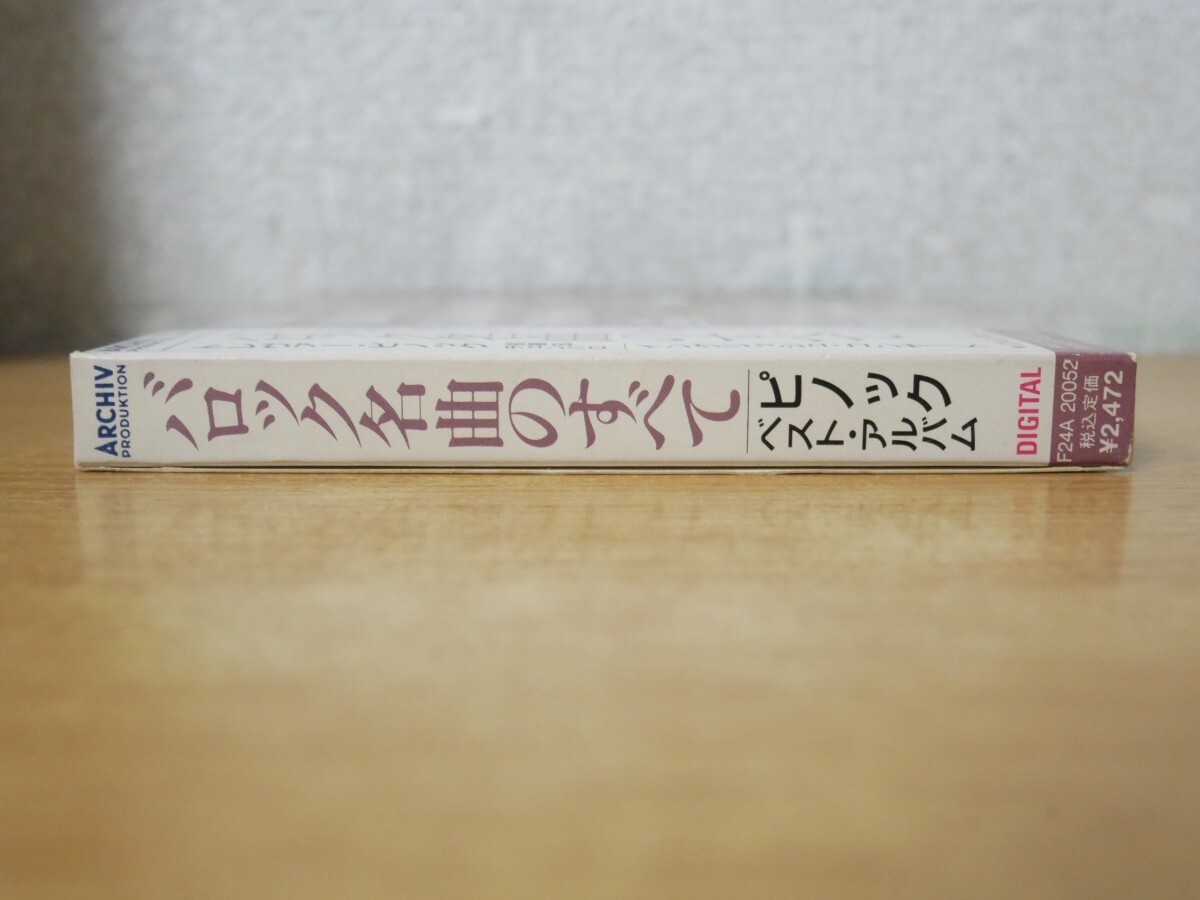 ARCHIV
PRODUKTION
バロック名曲のすべて
ピノック
ベスト・アルバム
DIGITAL
F24A 20052
税込定価
¥2,472